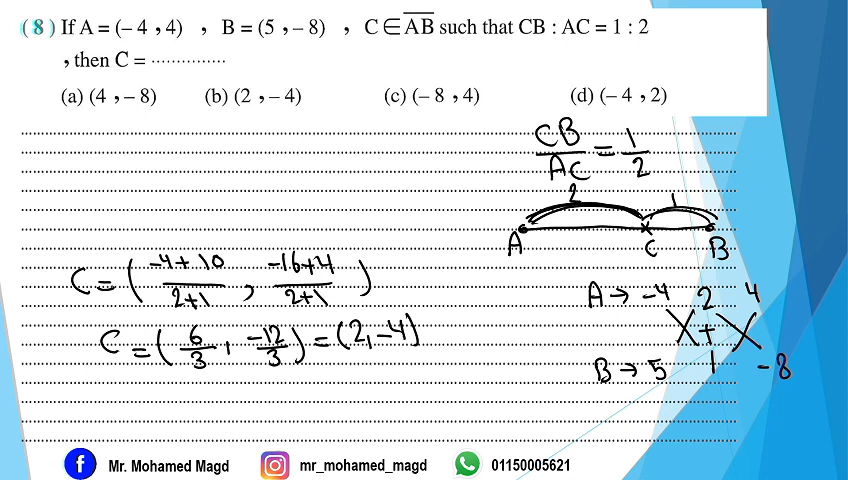 ( 8 ) If A = (– 4 , 4) , B = (5 , – 8) , C ∈ A̅B̅ such that CB : AC = 1 : 2
, then C = ...............
(a) (4 , – 8) (b) (2 , – 4) (c) (– 8 , 4) (d) (– 4 , 2)
CB/AC = 1/2
2 1
A C B
C = ( (-4+10)/(2+1) , (-16+4)/(2+1) )
A → -4 2 4
+
C = ( 6/3 , -12/3 ) = (2, -4)
B → 5 1 -8
Mr. Mohamed Magd mr_mohamed_magd 01150005621